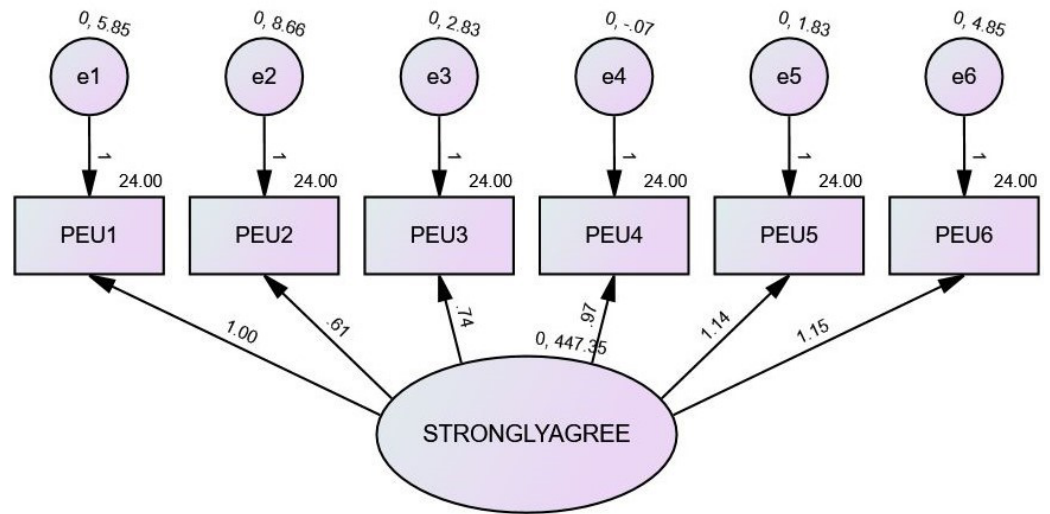 0, 5.85
0, 8.66
0, 2.83
0, -.07
0, 1.83
0, 4.85
e1
e2
e3
e4
e5
e6
1
1
1
1
1
1
24.00
24.00
24.00
24.00
24.00
24.00
PEU1
PEU2
PEU3
PEU4
PEU5
PEU6
1.00
.61
.74
.97
1.14
1.15
0, 447.35
STRONGLYAGREE